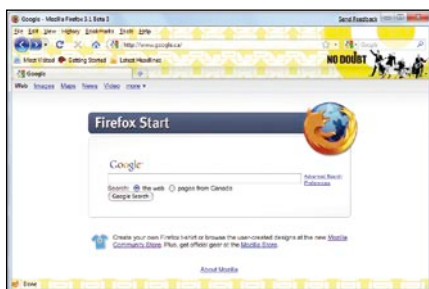 Google - Mozilla Firefox 3.1 Beta 3
Send Feedback
File Edit View History Bookmarks Tools Help
http://www.google.ca/
Google
Most Visited Getting Started Latest Headlines
NO DOUBT
Google
Web Images Maps News Video more
Firefox Start
Google
Advanced Search
Preferences
Search: the web pages from Canada
Google Search
Create your own Firefox t-shirt or browse the user-created designs at the new Mozilla
Community Store. Plus, get official gear or the Mozilla Store.
About Mozilla
Done